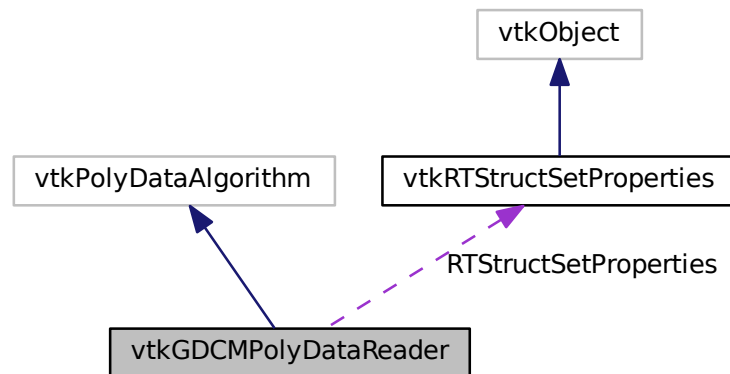 vtkObject
vtkPolyDataAlgorithm
vtkRTStructSetProperties
RTStructSetProperties
vtkGDCMPolyDataReader